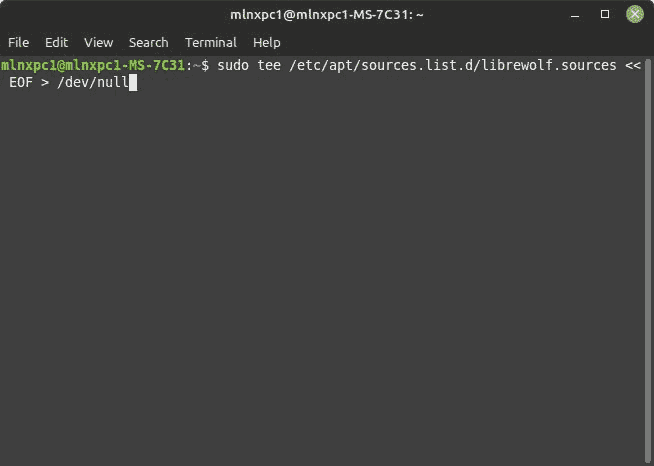 mlnxpc1@mlnxpc1-MS-7C31: ~
File Edit View Search Terminal Help
mlnxpc1@mlnxpc1-MS-7C31:~$ sudo tee /etc/apt/sources.list.d/librewolf.sources <<
EOF > /dev/null